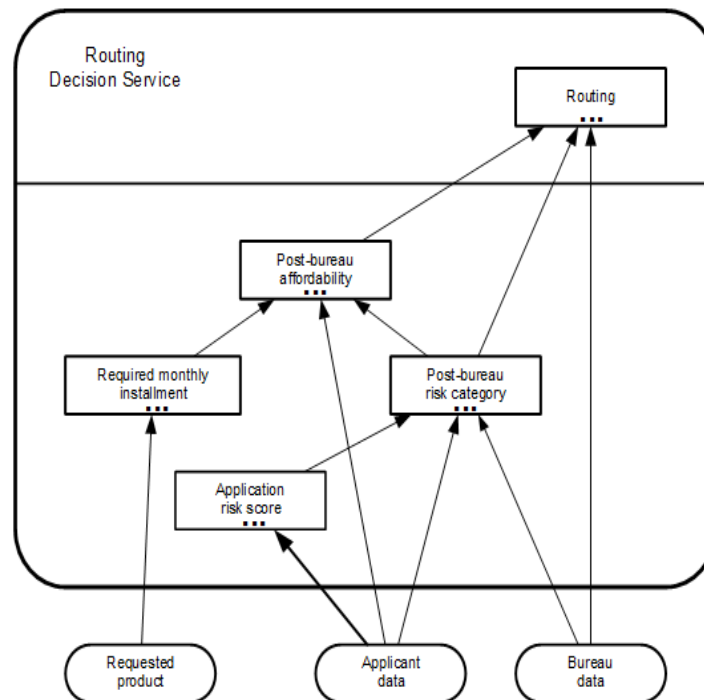 Routing
Decision Service
Routing
Post-bureau
affordability
Required monthly
installment
Post-bureau
risk category
Application
risk score
Requested
product
Applicant
data
Bureau
data